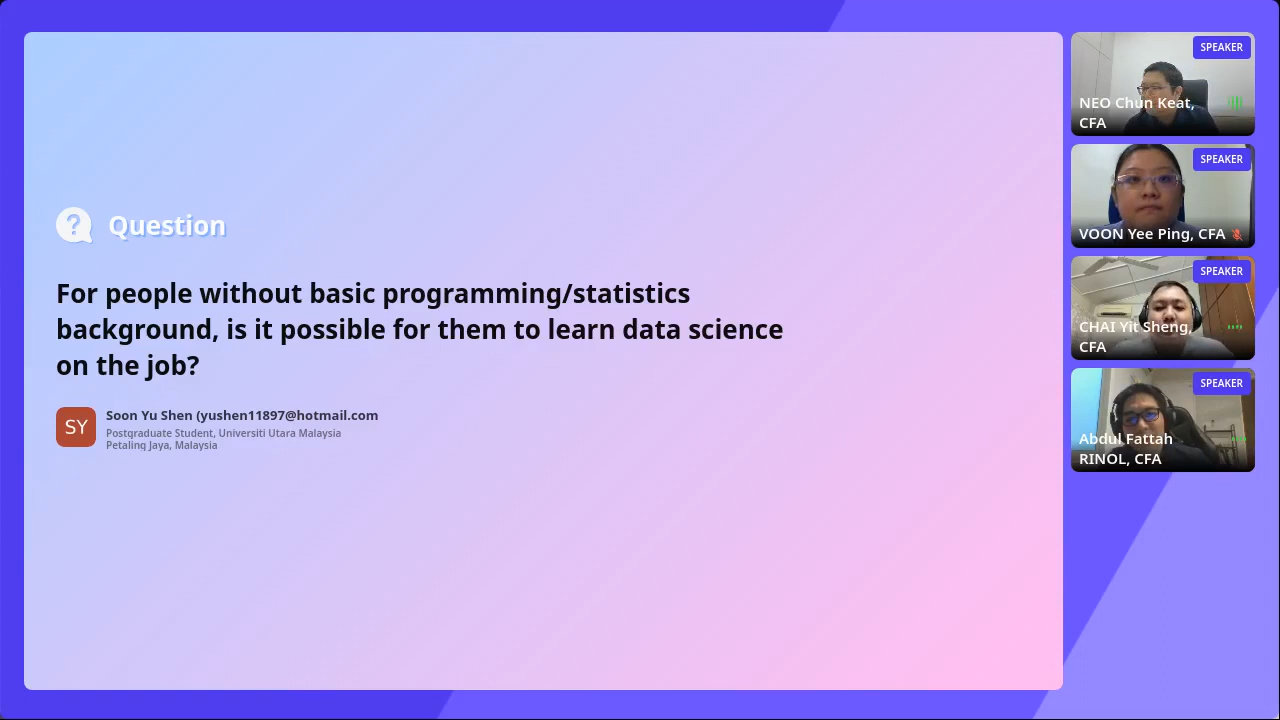 Question
For people without basic programming/statistics
background, is it possible for them to learn data science
on the job?
SY
Soon Yu Shen (yushen11897@hotmail.com
Postgraduate Student, Universiti Utara Malaysia
Petaling Jaya, Malaysia
SPEAKER
NEO Chun Keat,
CFA
SPEAKER
VOON Yee Ping, CFA
SPEAKER
CHAI Yit Sheng,
CFA
SPEAKER
Abdul Fattah
RINOL, CFA